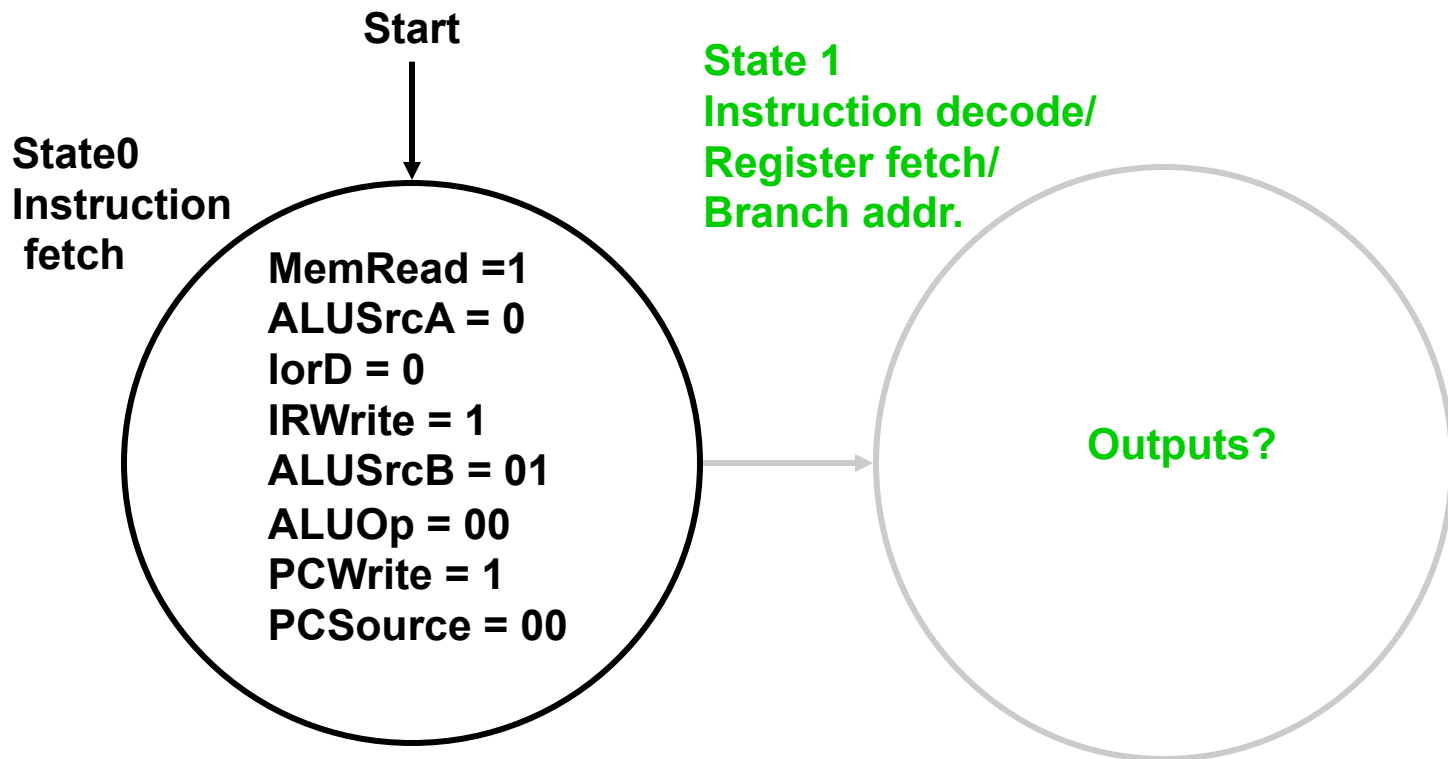 Start
State0
Instruction
fetch
MemRead =1
ALUSrcA = 0
IorD = 0
IRWrite = 1
ALUSrcB = 01
ALUOp = 00
PCWrite = 1
PCSource = 00
State 1
Instruction decode/
Register fetch/
Branch addr.
Outputs?